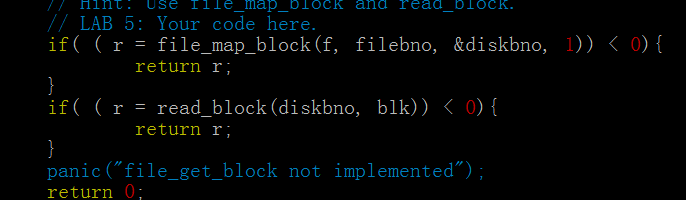 // Hint: Use file_map_block and read_block.
// LAB 5: Your code here.
if( ( r = file_map_block(f, filebno, &diskbno, 1)) < 0){
return r;
}
if( ( r = read_block(diskbno, blk)) < 0){
return r;
}
panic("file_get_block not implemented");
return 0;